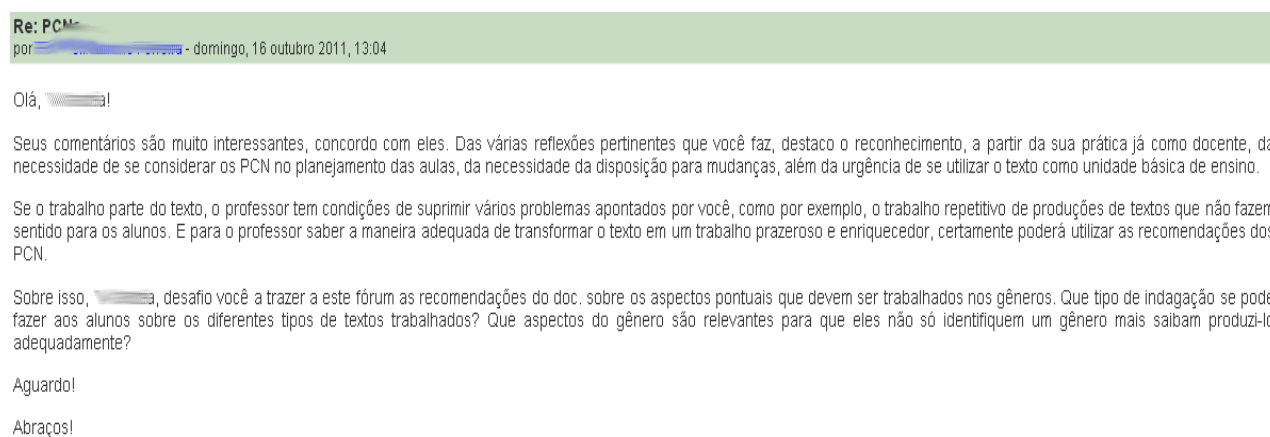 Re: PCNs
por - domingo, 16 outubro 2011, 13:04
Olá, !
Seus comentários são muito interessantes, concordo com eles. Das várias reflexões pertinentes que você faz, destaco o reconhecimento, a partir da sua prática já como docente, da
necessidade de se considerar os PCN no planejamento das aulas, da necessidade da disposição para mudanças, além da urgência de se utilizar o texto como unidade básica de ensino.
Se o trabalho parte do texto, o professor tem condições de suprimir vários problemas apontados por você, como por exemplo, o trabalho repetitivo de produções de textos que não fazem
sentido para os alunos. E para o professor saber a maneira adequada de transformar o texto em um trabalho prazeroso e enriquecedor, certamente poderá utilizar as recomendações dos
PCN.
Sobre isso, , desafio você a trazer a este fórum as recomendações do doc. sobre os aspectos pontuais que devem ser trabalhados nos gêneros. Que tipo de indagação se pode
fazer aos alunos sobre os diferentes tipos de textos trabalhados? Que aspectos do gênero são relevantes para que eles não só identifiquem um gênero mais saibam produzi-lo
adequadamente?
Aguardo!
Abraços!